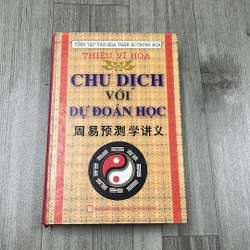 TỔNG TẬP VĂN HÓA THẦN BÍ TRUNG HOA
THIỆU VĨ HOA
CHU DỊCH
VỚI
DỰ ĐOÁN HỌC
周易预测学讲义